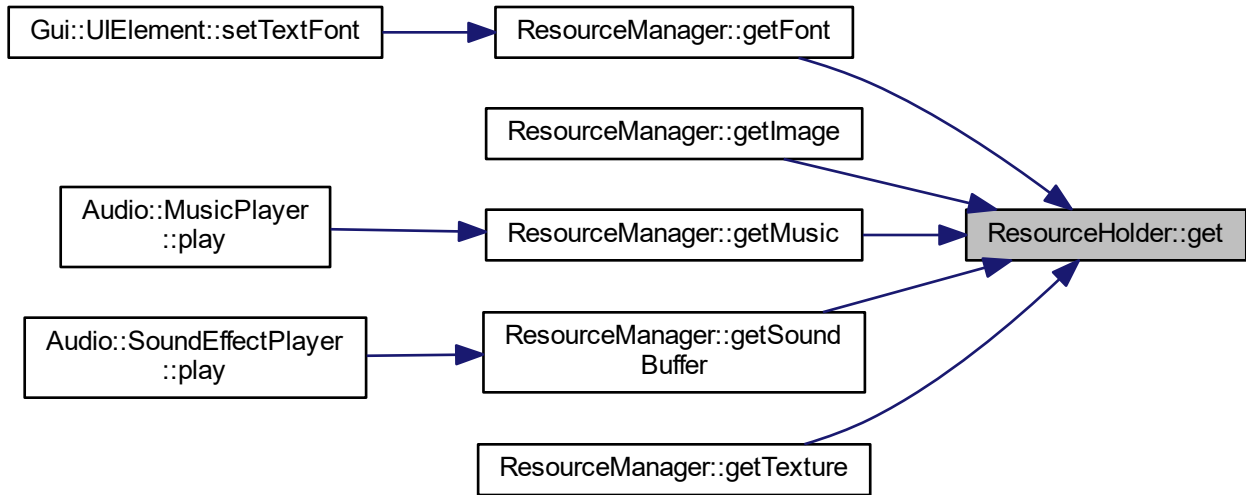 Gui::UIElement::setTextFont
ResourceManager::getFont
ResourceManager::getImage
Audio::MusicPlayer
::play
ResourceManager::getMusic
ResourceHolder::get
Audio::SoundEffectPlayer
::play
ResourceManager::getSound
Buffer
ResourceManager::getTexture